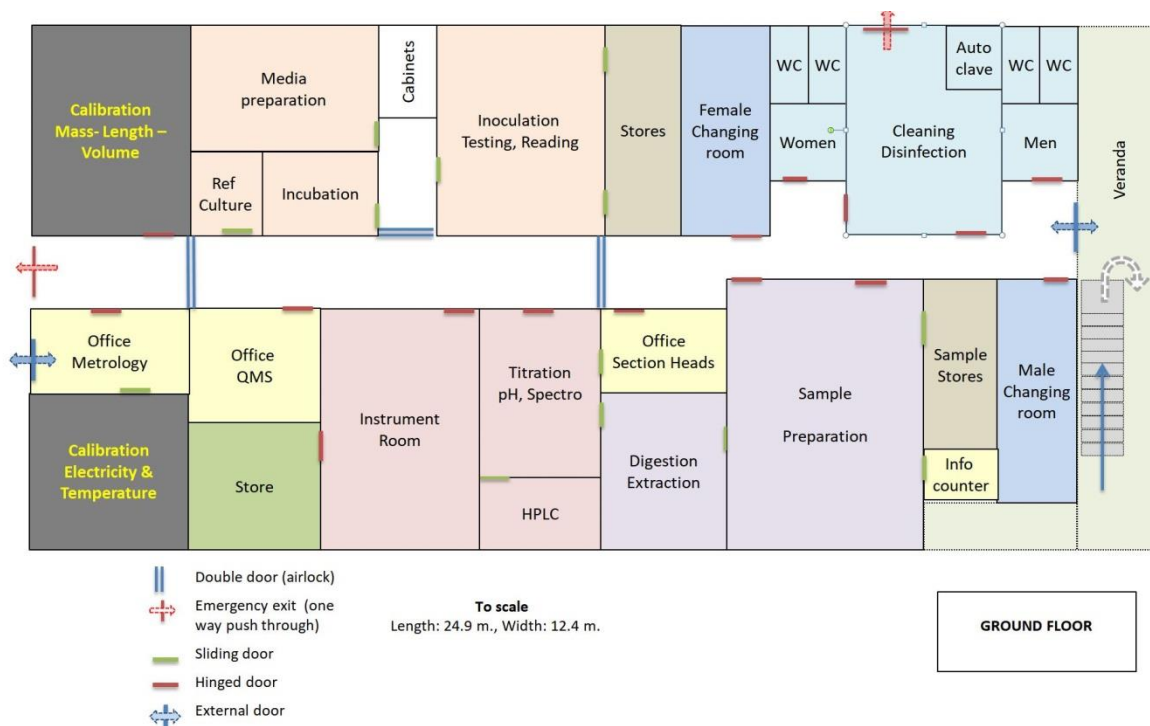 Calibration
Mass- Length –
Volume
Media
preparation
Cabinets
Inoculation
Testing, Reading
Stores
Female
Changing
room
WC
WC
Women
Cleaning
Disinfection
Auto
clave
WC
WC
Men
Veranda
Ref
Culture
Incubation
Office
Metrology
Office
QMS
Titration
pH, Spectro
Office
Section Heads
Sample
Preparation
Sample
Stores
Male
Changing
room
Instrument
Room
Calibration
Electricity &
Temperature
Store
HPLC
Digestion
Extraction
Info
counter
Double door (airlock)
Emergency exit (one
way push through)
Sliding door
Hinged door
External door
To scale
Length: 24.9 m., Width: 12.4 m.
GROUND FLOOR